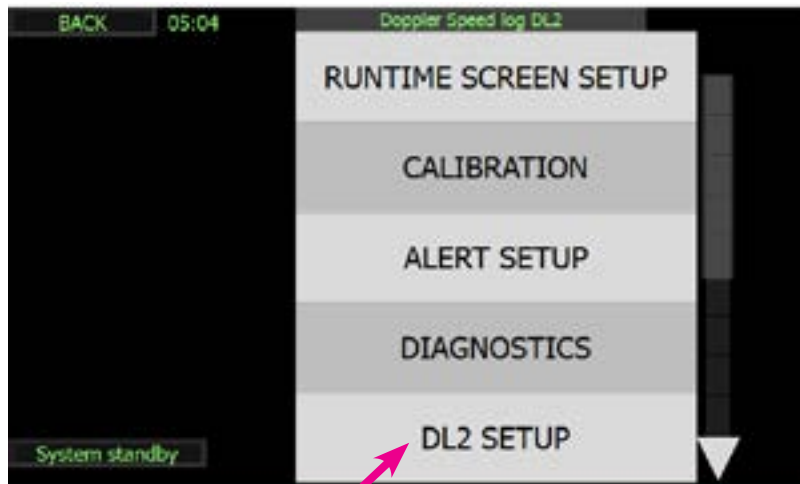 BACK 05:04 Doppler Speed log DL2
RUNTIME SCREEN SETUP
CALIBRATION
ALERT SETUP
DIAGNOSTICS
DL2 SETUP
System standby